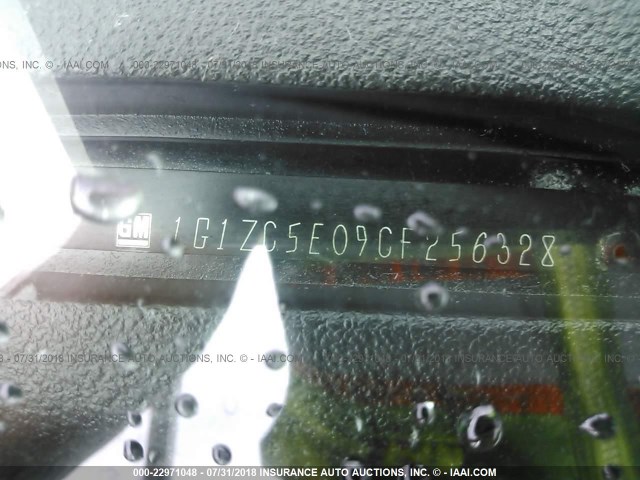 GM 1G1ZC5E09CF256328
000-22971048 - 07/31/2018 INSURANCE AUTO AUCTIONS, INC. - © IAAI.COM